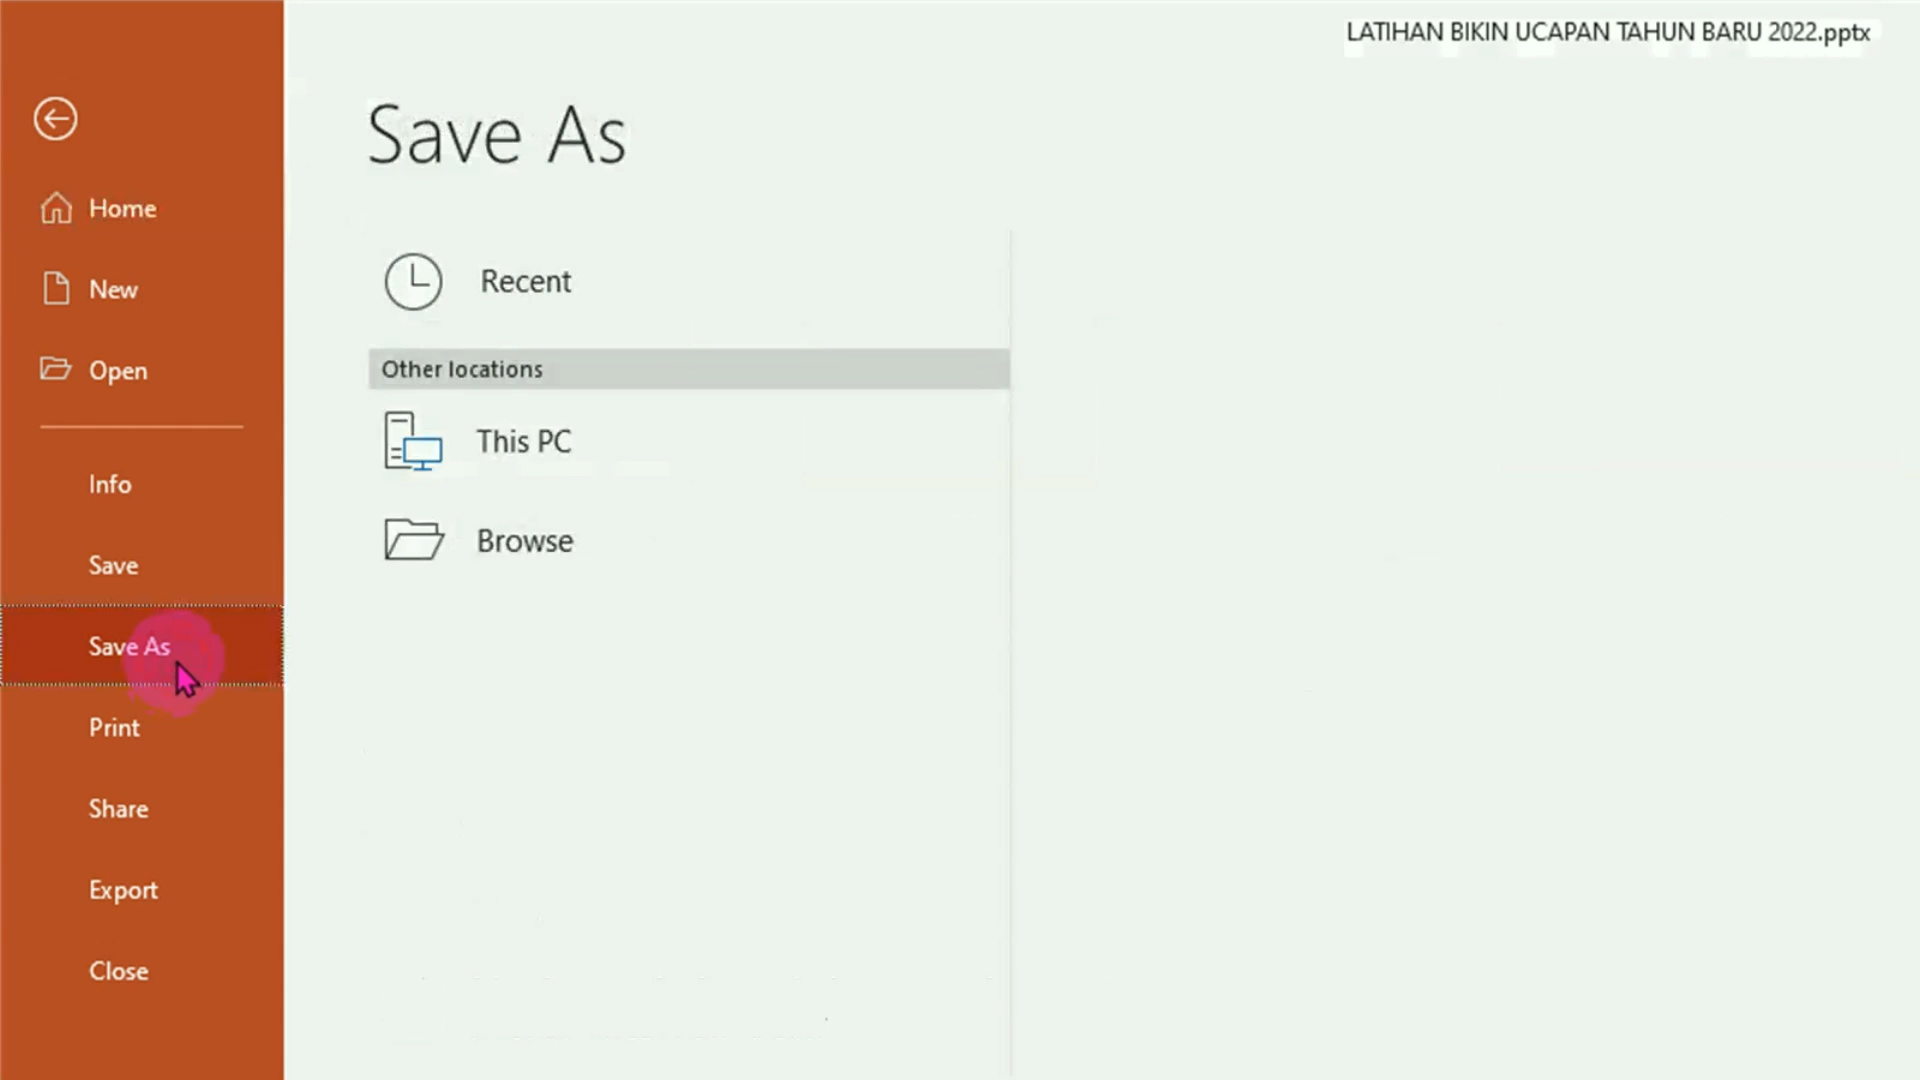 LATIHAN BIKIN UCAPAN TAHUN BARU 2022.pptx
Save As
Home
New
Open
Info
Save
Save As
Print
Share
Export
Close
Recent
Other locations
This PC
Browse